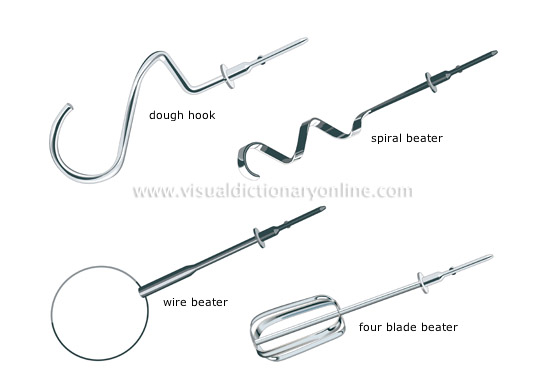 dough hook
spiral beater
www.visualdictionaryonline.com
wire beater
four blade beater